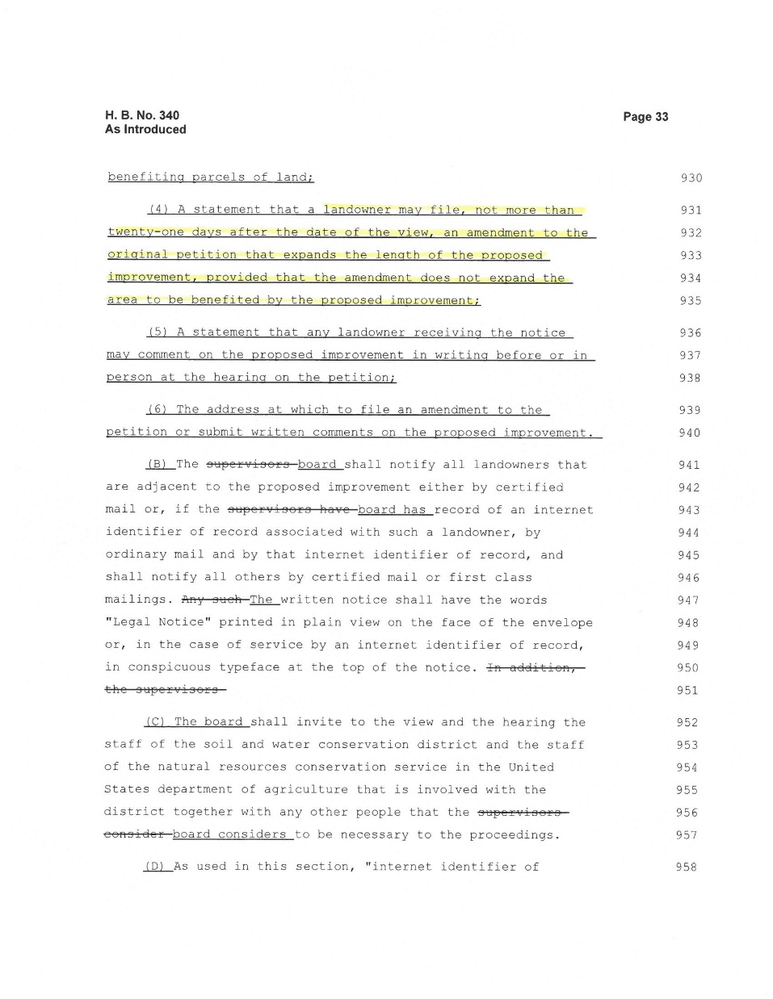 H. B. No. 340 Page 33
As Introduced
benefiting parcels of land; 930
(4) A statement that a landowner may file, not more than 931
twenty-one days after the date of the view, an amendment to the 932
original petition that expands the length of the proposed 933
improvement, provided that the amendment does not expand the 934
area to be benefited by the proposed improvement; 935
(5) A statement that any landowner receiving the notice 936
may comment on the proposed improvement in writing before or in 937
person at the hearing on the petition; 938
(6) The address at which to file an amendment to the 939
petition or submit written comments on the proposed improvement. 940
(B) The supervisors board shall notify all landowners that 941
are adjacent to the proposed improvement either by certified 942
mail or, if the supervisors have board has record of an internet 943
identifier of record associated with such a landowner, by 944
ordinary mail and by that internet identifier of record, and 945
shall notify all others by certified mail or first class 946
mailings. Any such The written notice shall have the words 947
"Legal Notice" printed in plain view on the face of the envelope 948
or, in the case of service by an internet identifier of record, 949
in conspicuous typeface at the top of the notice. In addition, 950
the supervisors 951
(C) The board shall invite to the view and the hearing the 952
staff of the soil and water conservation district and the staff 953
of the natural resources conservation service in the United 954
States department of agriculture that is involved with the 955
district together with any other people that the supervisors 956
consider board considers to be necessary to the proceedings. 957
(D) As used in this section, "internet identifier of 958